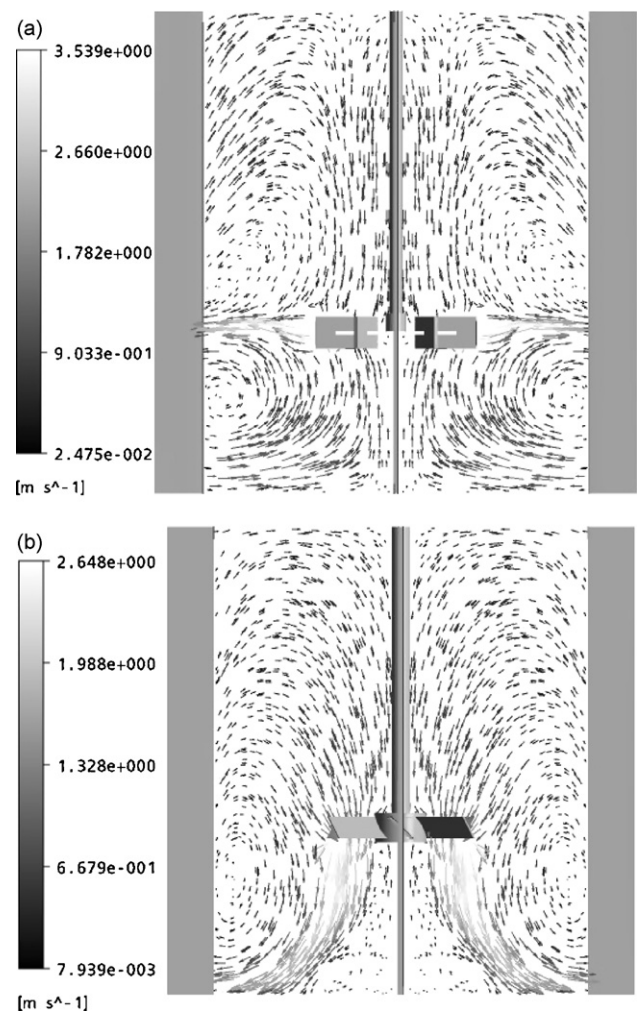 (a)
3.539e+000
2.660e+000
1.782e+000
9.033e-001
2.475e-002
[m s^-1]
(b)
2.648e+000
1.988e+000
1.328e+000
6.679e-001
7.939e-003
[m s^-1]